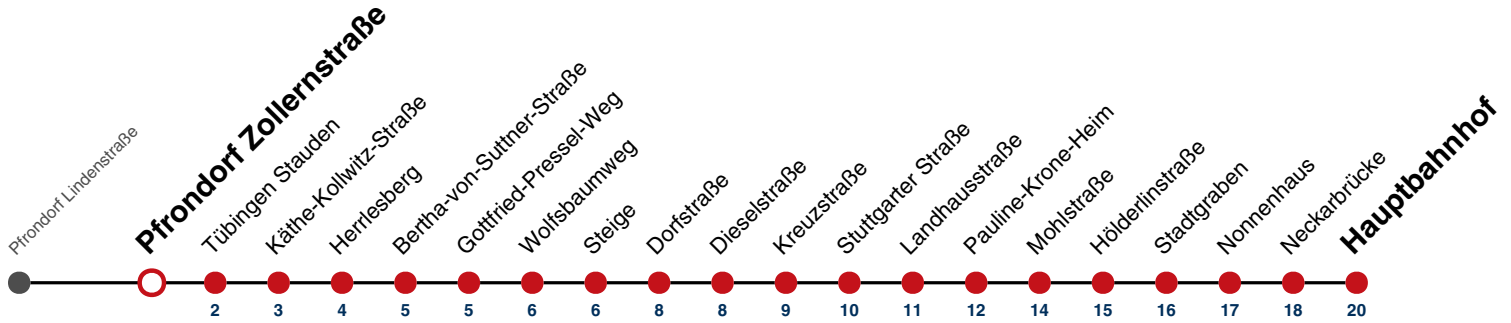 Pfrondorf Lindenstraße
Pfrondorf Zollernstraße
Tübingen Stauden
Käthe-Kollwitz-Straße
Herrlesberg
Bertha-von-Suttner-Straße
Gottfried-Pressel-Weg
Wolfsbaumweg
Steige
Dorfstraße
Dieselstraße
Kreuzstraße
Stuttgarter Straße
Landhausstraße
Pauline-Krone-Heim
Mohlstraße
Hölderlinstraße
Stadtgraben
Nonnenhaus
Neckarbrücke
Hauptbahnhof
2 3 4 5 5 6 6 8 8 9 10 11 12 14 15 16 17 18 20